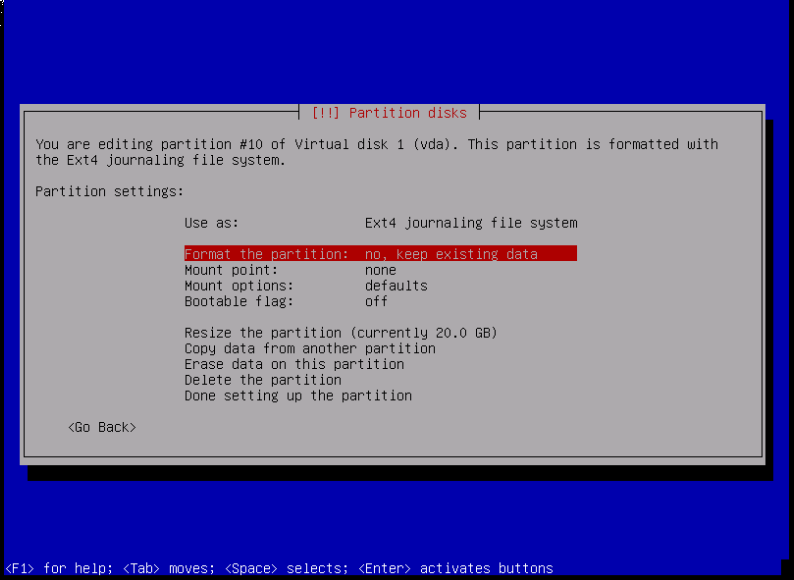 [!!] Partition disks
You are editing partition #10 of Virtual disk 1 (vda). This partition is formatted with
the Ext4 journaling file system.
Partition settings:
Use as: Ext4 journaling file system
Format the partition: no, keep existing data
Mount point: none
Mount options: defaults
Bootable flag: off
Resize the partition (currently 20.0 GB)
Copy data from another partition
Erase data on this partition
Delete the partition
Done setting up the partition
<Go Back>
<F1> for help; <Tab> moves; <Space> selects; <Enter> activates buttons